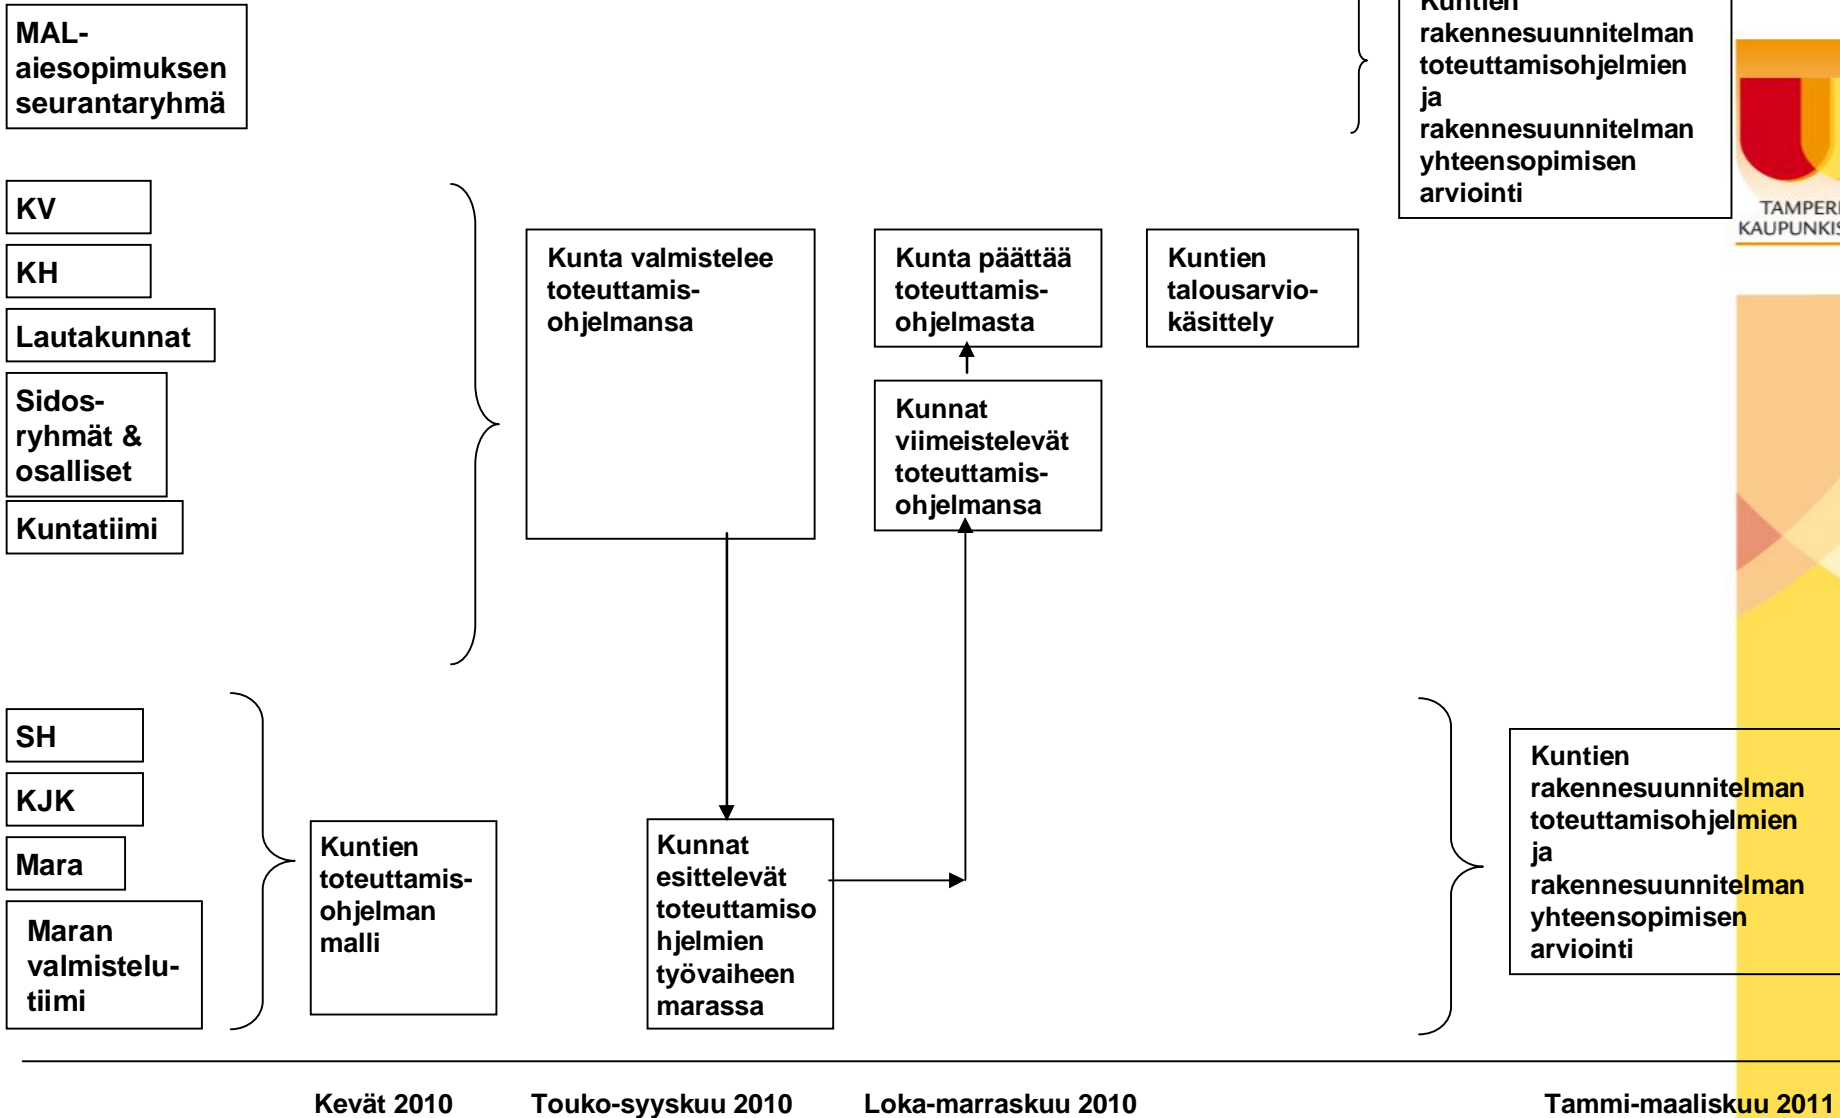 MAL-
aiesopimuksen
seurantaryhmä
Kuntien
rakennesuunnitelman
toteuttamisohjelmien
ja
rakennesuunnitelman
yhteensopimisen
arviointi
KV
KH
Lautakunnat
Sidos-
ryhmät &
osalliset
Kuntatiimi
Kunta valmistelee
toteuttamis-
ohjelmansa
Kunta päättää
toteuttamis-
ohjelmasta
Kuntien
talousarvio-
käsittely
Kunnat
viimeistelevät
toteuttamis-
ohjelmansa
SH
KJK
Mara
Maran
valmistelu-
tiimi
Kuntien
toteuttamis-
ohjelman
malli
Kunnat
esittelevät
toteuttamiso
hjelmien
työvaiheen
marassa
Kuntien
rakennesuunnitelman
toteuttamisohjelmien
ja
rakennesuunnitelman
yhteensopimisen
arviointi
Kevät 2010
Touko-syyskuu 2010
Loka-marraskuu 2010
Tammi-maaliskuu 2011